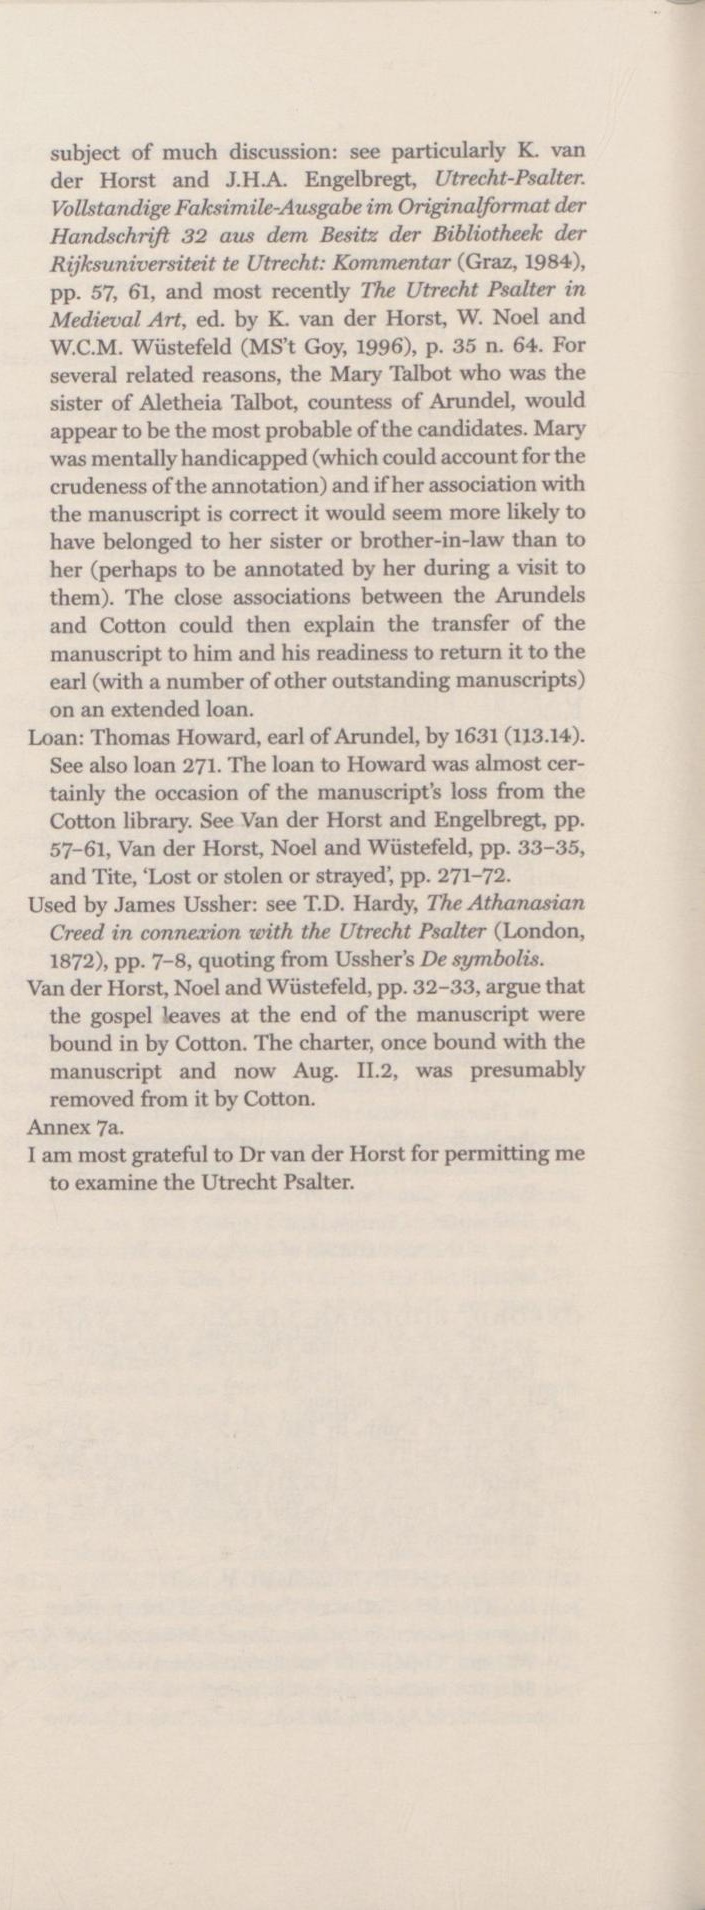 subject of much discussion: see particularly K. van
der Horst and J.H.A. Engelbregt, Utrecht-Psalter.
Vollstandige Faksimile-Ausgabe im Originalformat der
Handschrift 32 aus dem Besitz der Bibliotheek der
Rijksuniversiteit te Utrecht: Kommentar (Graz, 1984),
pp. 57, 61, and most recently The Utrecht Psalter in
Medieval Art, ed. by K. van der Horst, W. Noel and
W.C.M. Wüstefeld (MS't Goy, 1996), p. 35 n. 64. For
several related reasons, the Mary Talbot who was the
sister of Aletheia Talbot, countess of Arundel, would
appear to be the most probable of the candidates. Mary
was mentally handicapped (which could account for the
crudeness of the annotation) and if her association with
the manuscript is correct it would seem more likely to
have belonged to her sister or brother-in-law than to
her (perhaps to be annotated by her during a visit to
them). The close associations between the Arundels
and Cotton could then explain the transfer of the
manuscript to him and his readiness to return it to the
earl (with a number of other outstanding manuscripts)
on an extended loan.
Loan: Thomas Howard, earl of Arundel, by 1631 (113.14).
See also loan 271. The loan to Howard was almost cer-
tainly the occasion of the manuscript's loss from the
Cotton library. See Van der Horst and Engelbregt, pp.
57–61, Van der Horst, Noel and Wüstefeld, pp. 33–35,
and Tite, 'Lost or stolen or strayed', pp. 271–72.
Used by James Ussher: see T.D. Hardy, The Athanasian
Creed in connexion with the Utrecht Psalter (London,
1872), pp. 7–8, quoting from Ussher's De symbolis.
Van der Horst, Noel and Wüstefeld, pp. 32–33, argue that
the gospel leaves at the end of the manuscript were
bound in by Cotton. The charter, once bound with the
manuscript and now Aug. II.2, was presumably
removed from it by Cotton.
Annex 7a.
I am most grateful to Dr van der Horst for permitting me
to examine the Utrecht Psalter.